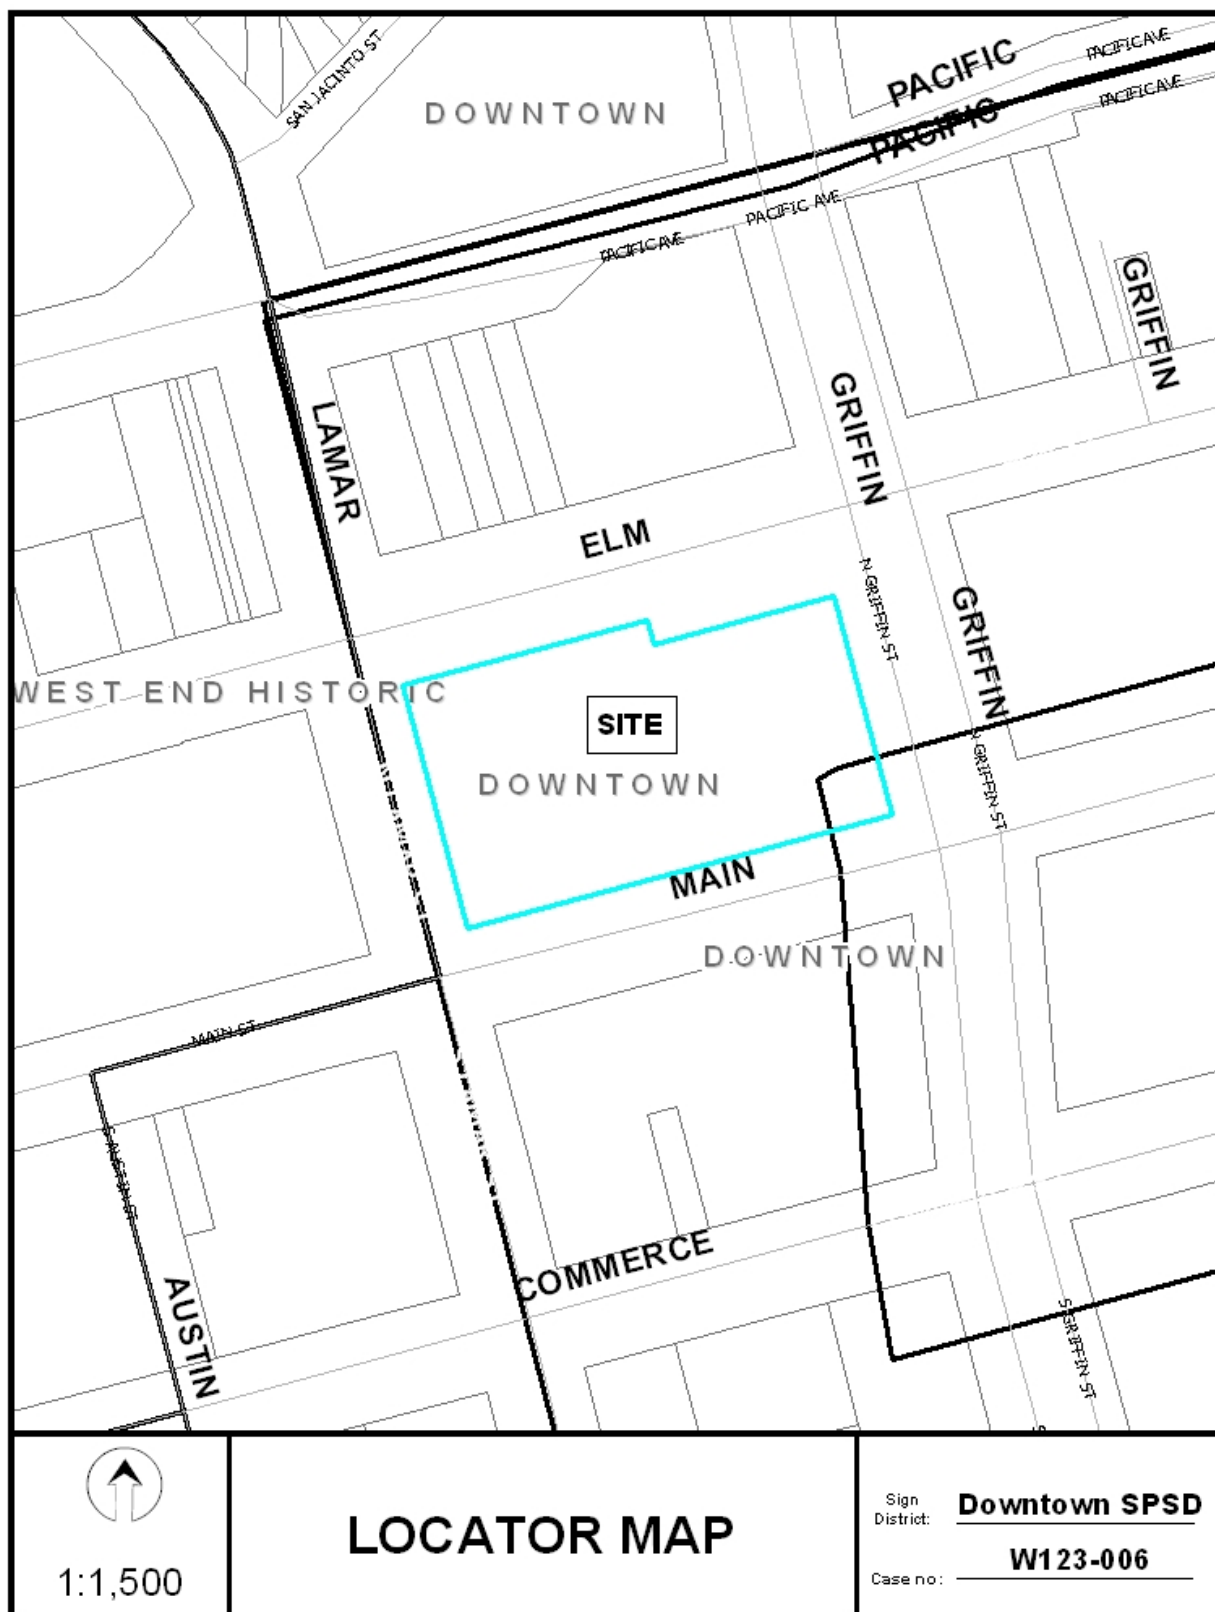 PACIFIC AVE
SAN JACINTO ST
PACIFIC
DOWNTOWN
PACIFIC AVE
PACIFIC
PACIFIC AVE
PACIFIC AVE
GRIFFIN
GRIFFIN
LAMAR
ELM
N GRIFFIN ST
GRIFFIN
WEST END HISTORIC
SITE
DOWNTOWN
N GRIFFIN ST
MAIN
DOWNTOWN
MAIN ST
S AUSTIN ST
COMMERCE
AUSTIN
S GRIFFIN ST
1:1,500
LOCATOR MAP
Sign District: Downtown SPSD
Case no: W123-006